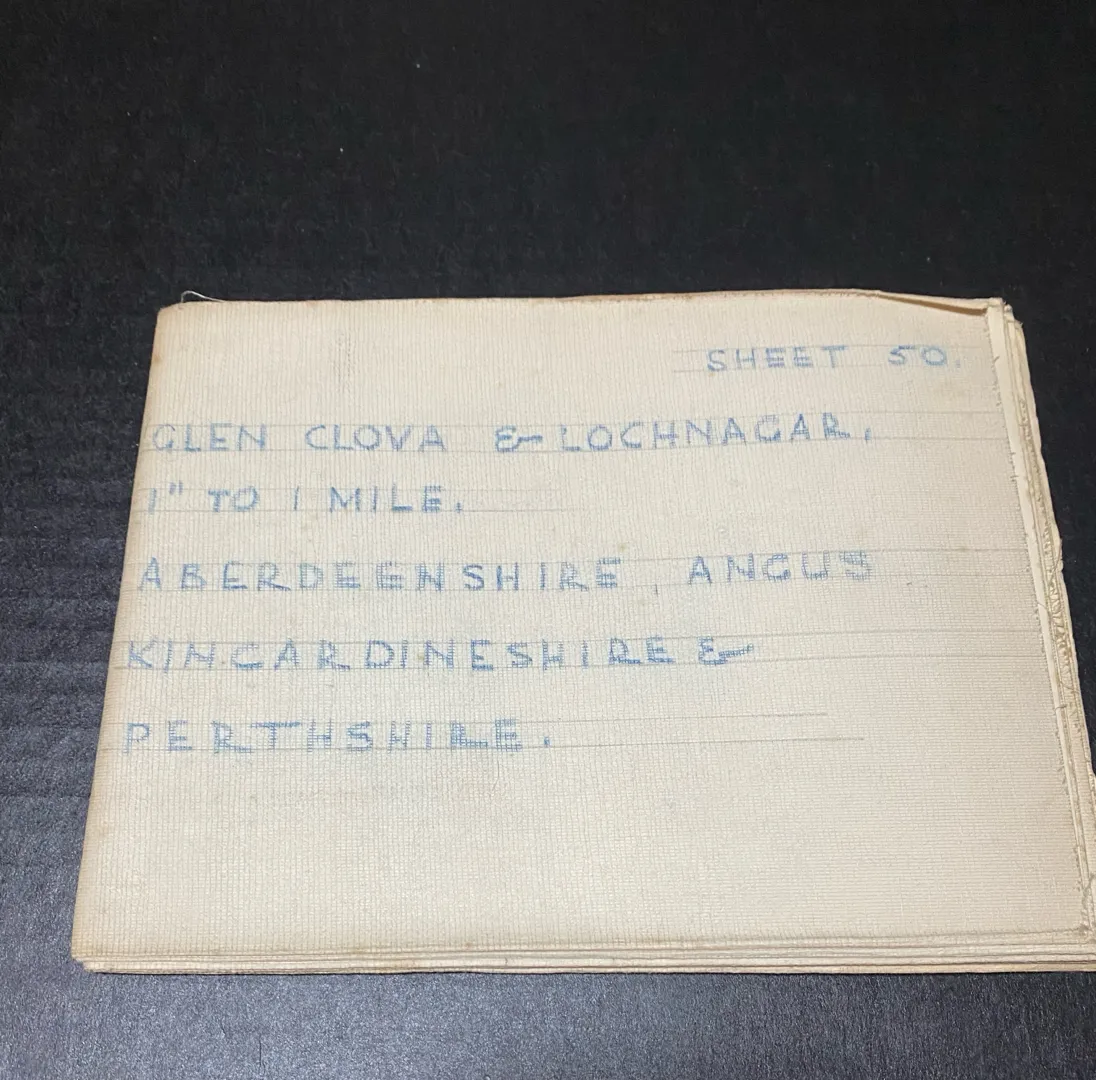 SHEET 50.
GLEN CLOVA & LOCHNAGAR,
1" TO 1 MILE.
ABERDEENSHIRE, ANGUS
KINCARDINESHIRE &
PERTHSHIRE.